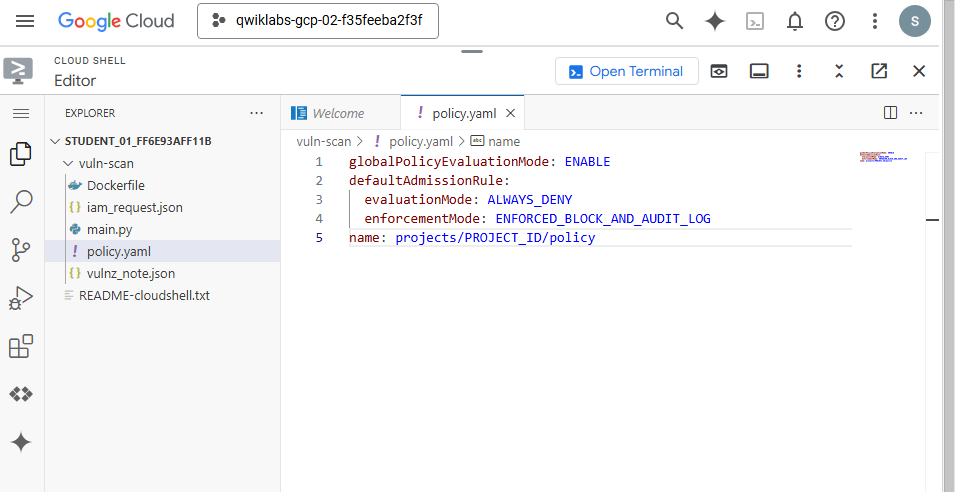 Google Cloud
qwiklabs-gcp-02-f35feeba2f3f
S
CLOUD SHELL
Editor
Open Terminal
EXPLORER
STUDENT_01_FF6E93AFF11B
vuln-scan
Dockerfile
{} iam_request.json
main.py
! policy.yaml
{} vulnz_note.json
README-cloudshell.txt
Welcome
! policy.yaml
vuln-scan > ! policy.yaml > abc name
1 globalPolicyEvaluationMode: ENABLE
2 defaultAdmissionRule:
3 evaluationMode: ALWAYS_DENY
4 enforcementMode: ENFORCED_BLOCK_AND_AUDIT_LOG
5 name: projects/PROJECT_ID/policy